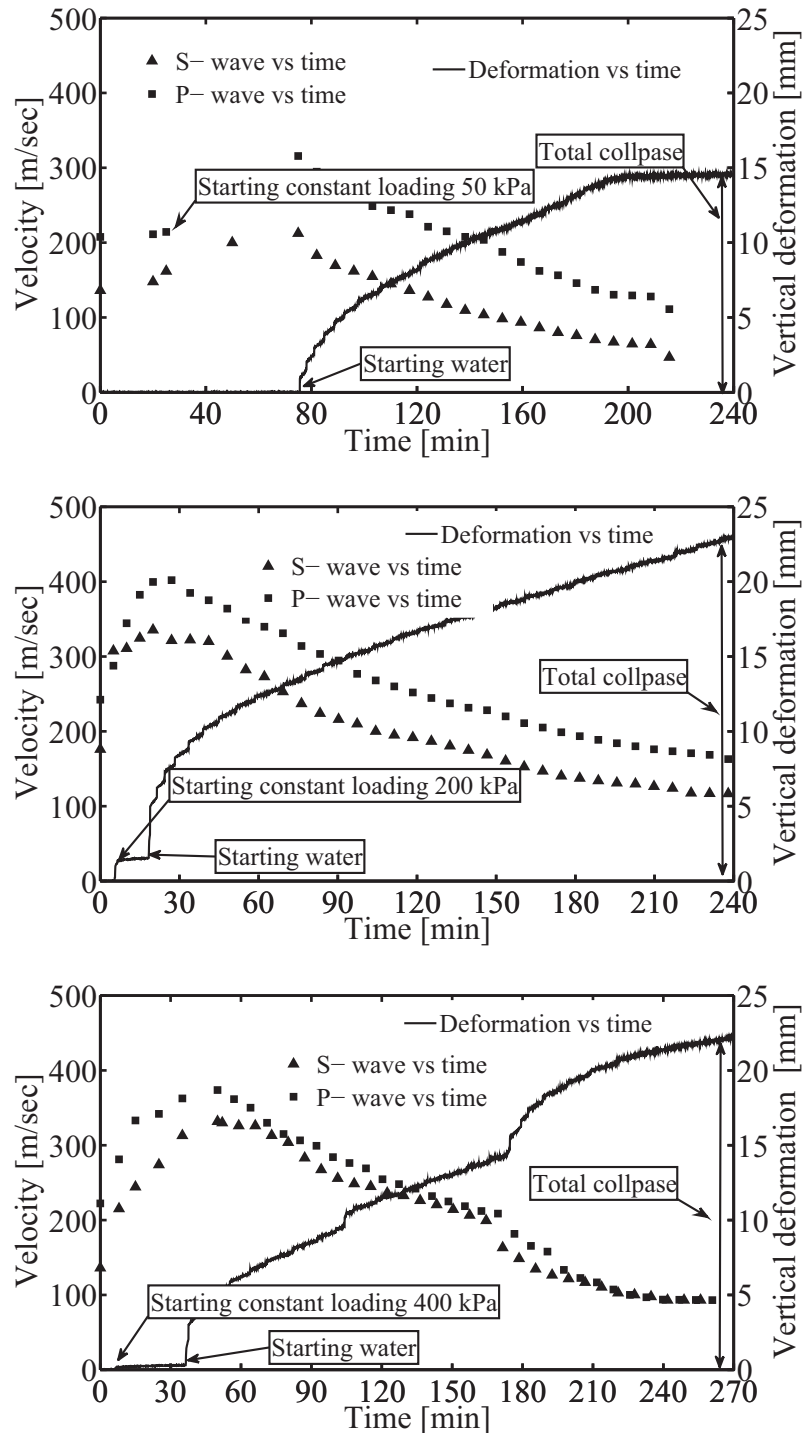 500
400
300
200
100
0
Velocity [m/sec]
S− wave vs time
P− wave vs time
Deformation vs time
Total collpase
Starting constant loading 50 kPa
Starting water
25
20
15
10
5
0
Vertical deformation [mm]
0 40 80 120 160 200 240
Time [min]
500
400
300
200
100
0
Velocity [m/sec]
Deformation vs time
S− wave vs time
P− wave vs time
Total collpase
Starting constant loading 200 kPa
Starting water
25
20
15
10
5
0
Vertical deformation [mm]
0 30 60 90 120 150 180 210 240
Time [min]
500
400
300
200
100
0
Velocity [m/sec]
Deformation vs time
S− wave vs time
P− wave vs time
Total collpase
Starting constant loading 400 kPa
Starting water
25
20
15
10
5
0
Vertical deformation [mm]
0 30 60 90 120 150 180 210 240 270
Time [min]